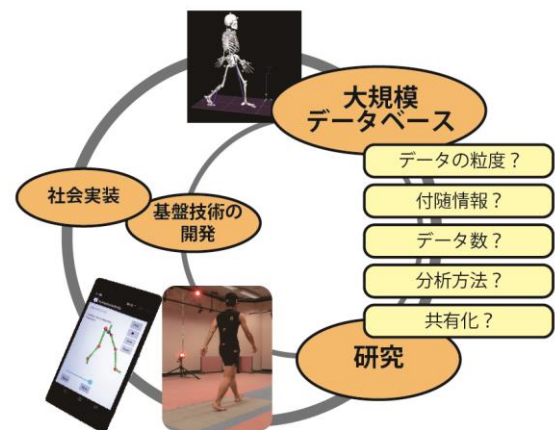 大規模
データベース
データの粒度？
付随情報？
データ数？
分析方法？
共有化？
社会実装
基盤技術の
開発
研究